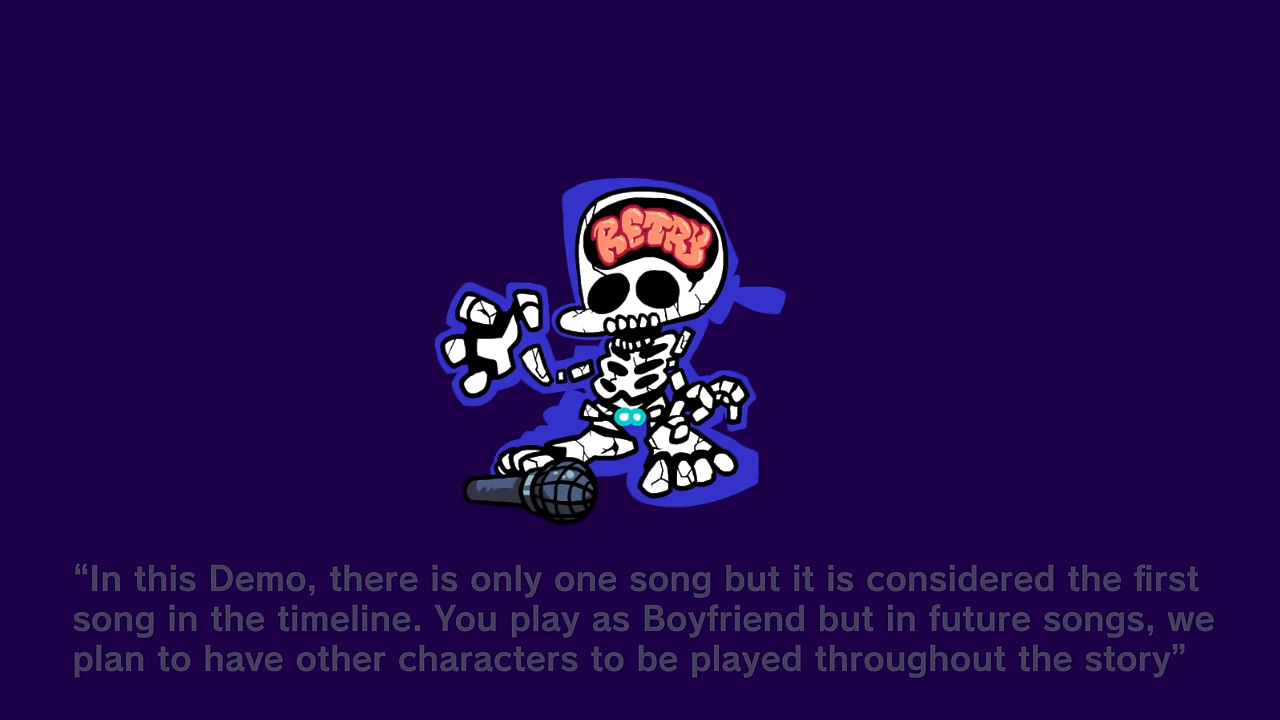 RETRY
“In this Demo, there is only one song but it is considered the first
song in the timeline. You play as Boyfriend but in future songs, we
plan to have other characters to be played throughout the story”